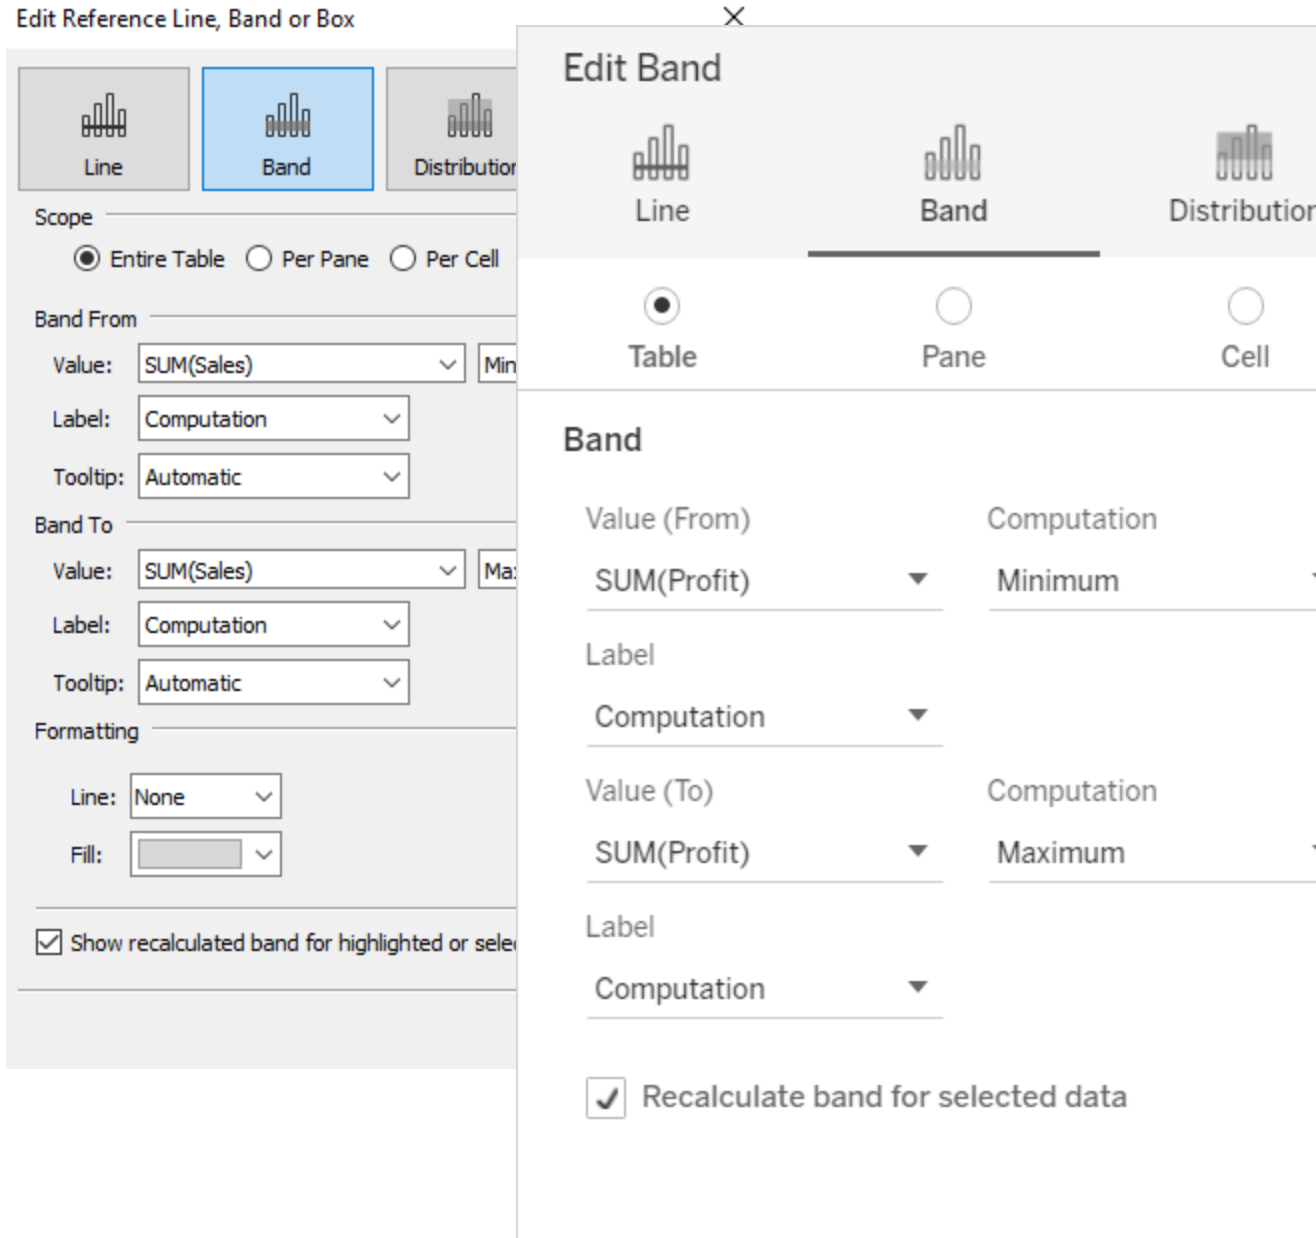 Edit Reference Line, Band or Box
Line
Band
Distribution
Scope
Entire Table
Per Pane
Per Cell
Band From
Value:
SUM(Sales)
Min
Label:
Computation
Tooltip:
Automatic
Band To
Value:
SUM(Sales)
Max
Label:
Computation
Tooltip:
Automatic
Formatting
Line:
None
Fill:
Show recalculated band for highlighted or sele
Edit Band
Line
Band
Distribution
Table
Pane
Cell
Band
Value (From)
Computation
SUM(Profit)
Minimum
Label
Computation
Value (To)
Computation
SUM(Profit)
Maximum
Label
Computation
Recalculate band for selected data